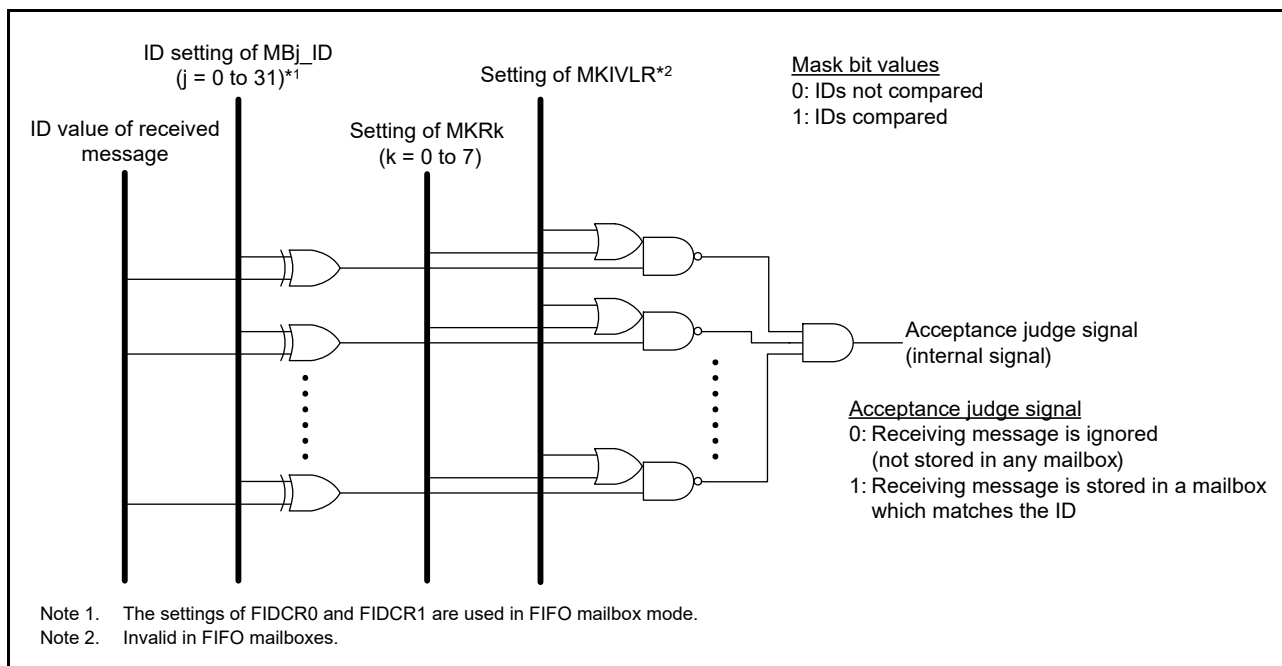 ID setting of MBj_ID
(j = 0 to 31)*1
Setting of MKIVLR*2
Mask bit values
0: IDs not compared
1: IDs compared
ID value of received
message
Setting of MKRk
(k = 0 to 7)
Acceptance judge signal
(internal signal)
Acceptance judge signal
0: Receiving message is ignored
(not stored in any mailbox)
1: Receiving message is stored in a mailbox
which matches the ID
Note 1. The settings of FIDCR0 and FIDCR1 are used in FIFO mailbox mode.
Note 2. Invalid in FIFO mailboxes.